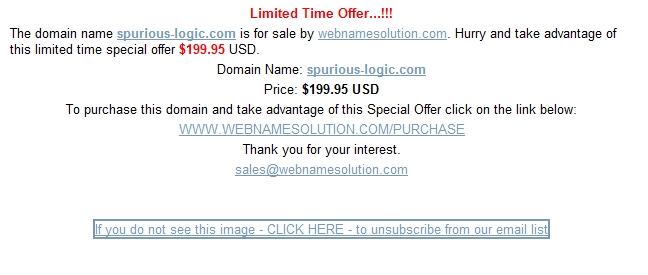 Limited Time Offer...!!!
The domain name spurious-logic.com is for sale by webnamesolution.com. Hurry and take advantage of
this limited time special offer $199.95 USD.
Domain Name: spurious-logic.com
Price: $199.95 USD
To purchase this domain and take advantage of this Special Offer click on the link below:
WWW.WEBNAMESOLUTION.COM/PURCHASE
Thank you for your interest.
sales@webnamesolution.com
If you do not see this image - CLICK HERE - to unsubscribe from our email list